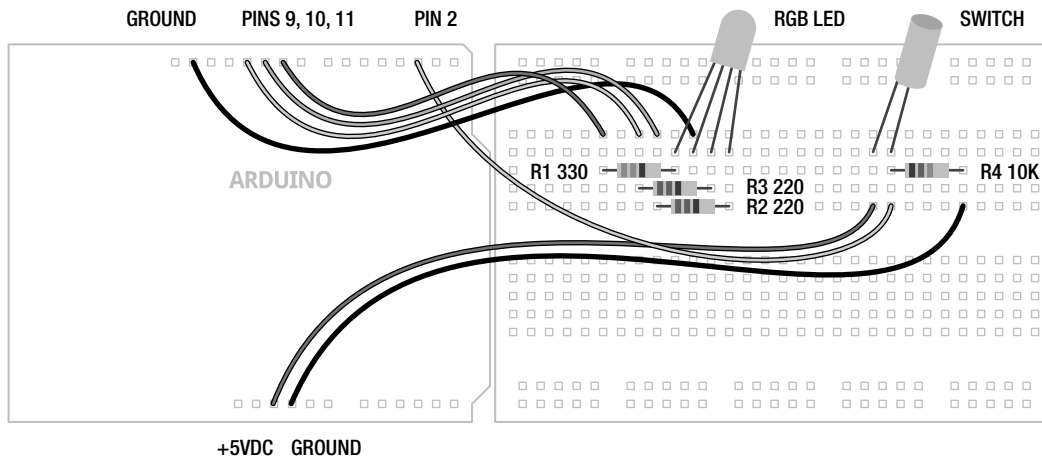 GROUND PINS 9, 10, 11 PIN 2 RGB LED SWITCH
ARDUINO
R1 330
R3 220
R2 220
R4 10K
+5VDC GROUND